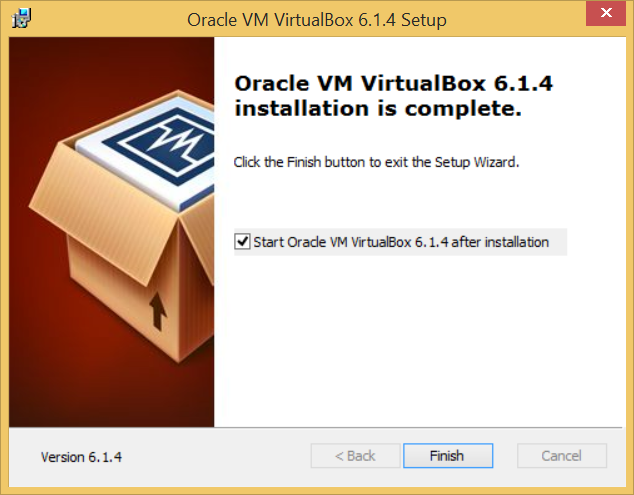 Oracle VM VirtualBox 6.1.4 Setup
Oracle VM VirtualBox 6.1.4
installation is complete.
Click the Finish button to exit the Setup Wizard.
Start Oracle VM VirtualBox 6.1.4 after installation
Version 6.1.4
< Back
Finish
Cancel